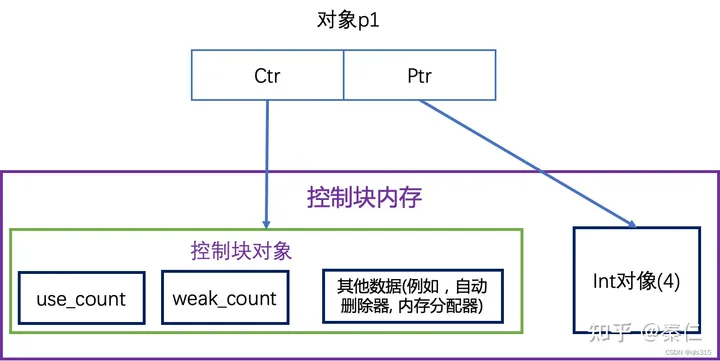 对象p1
Ctr
Ptr
控制块内存
控制块对象
use_count
weak_count
其他数据(例如，自动
删除器, 内存分配器)
Int对像(4)
知乎 @秦仁
CSDN @qls315